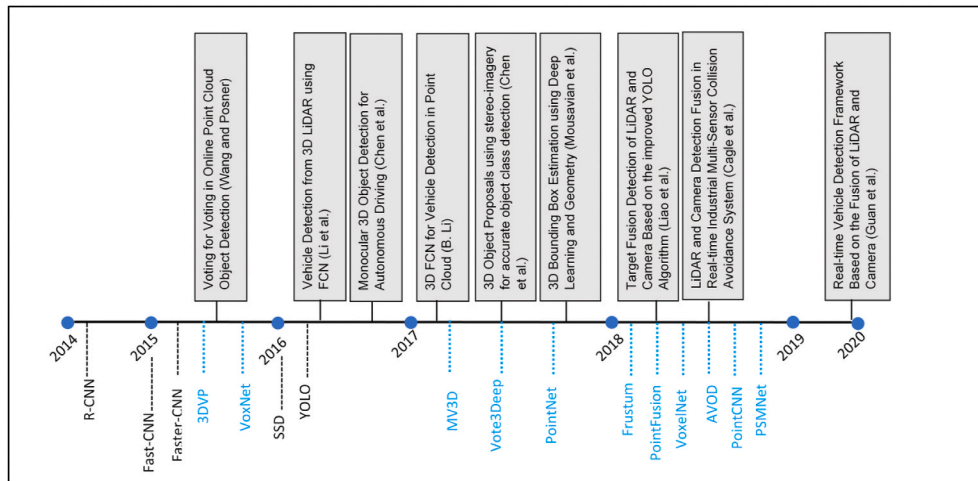 Voting for Voting in Online Point Cloud
Object Detection (Wang and Posner)
Vehicle Detection from 3D LiDAR using
FCN (Li et al.)
Monocular 3D Object Detection for
Autonomous Driving (Chen et al.)
3D FCN for Vehicle Detection in Point
Cloud (B. Li)
3D Object Proposals using stereo-imagery
for accurate object class detection (Chen
et al.)
3D Bounding Box Estimation using Deep
Learning and Geometry (Mousavian et al.)
Target Fusion Detection of LiDAR and
Camera Based on the improved YOLO
Algorithm (Liao et al.)
LiDAR and Camera Detection Fusion in
Real-time Industrial Multi-Sensor Collision
Avoidance System (Cagle et al.)
Real-time Vehicle Detection Framework
Based on the Fusion of LiDAR and
Camera (Guan et al.)
2014
2015
2016
2017
2018
2019
2020
R-CNN
Fast-CNN
Faster-CNN
3DVP
VoxNet
SSD
YOLO
MV3D
Vote3Deep
PointNet
Frustum
PointFusion
VoxelNet
AVOD
PointCNN
PSMNet